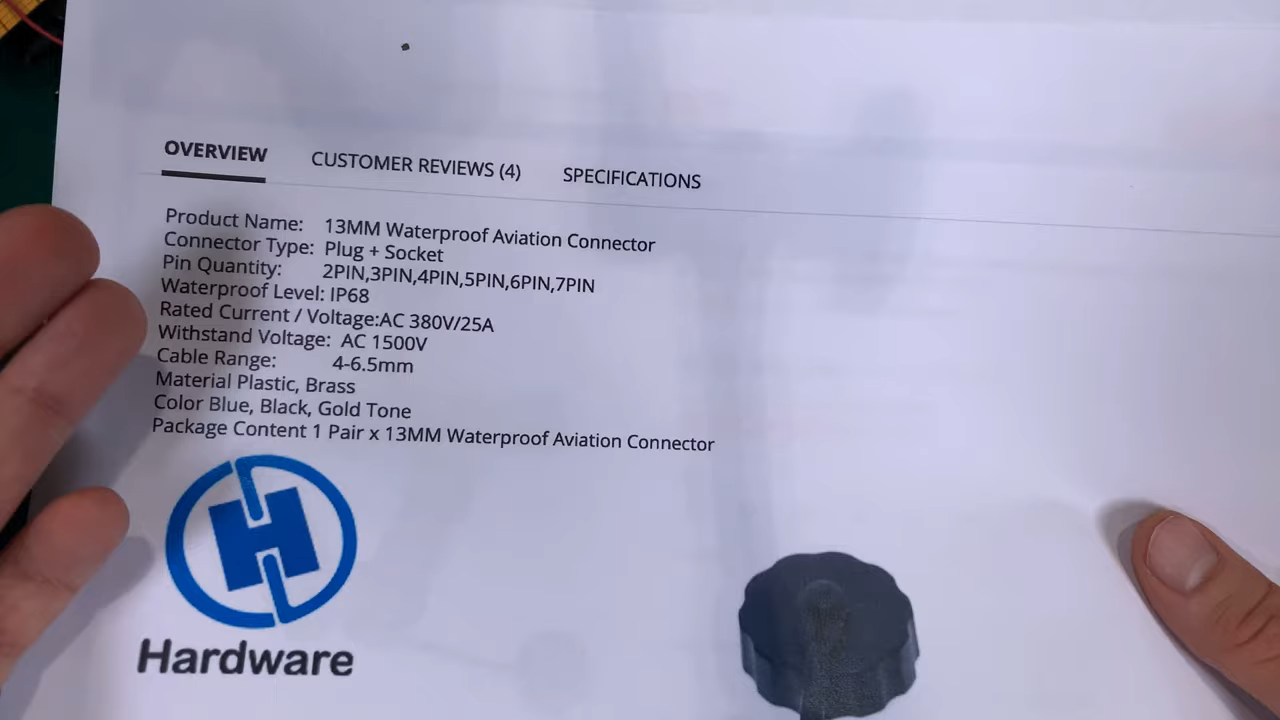 OVERVIEW CUSTOMER REVIEWS (4) SPECIFICATIONS
Product Name: 13MM Waterproof Aviation Connector
Connector Type: Plug + Socket
Pin Quantity: 2PIN,3PIN,4PIN,5PIN,6PIN,7PIN
Waterproof Level: IP68
Rated Current / Voltage:AC 380V/25A
Withstand Voltage: AC 1500V
Cable Range: 4-6.5mm
Material Plastic, Brass
Color Blue, Black, Gold Tone
Package Content 1 Pair x 13MM Waterproof Aviation Connector
H
Hardware